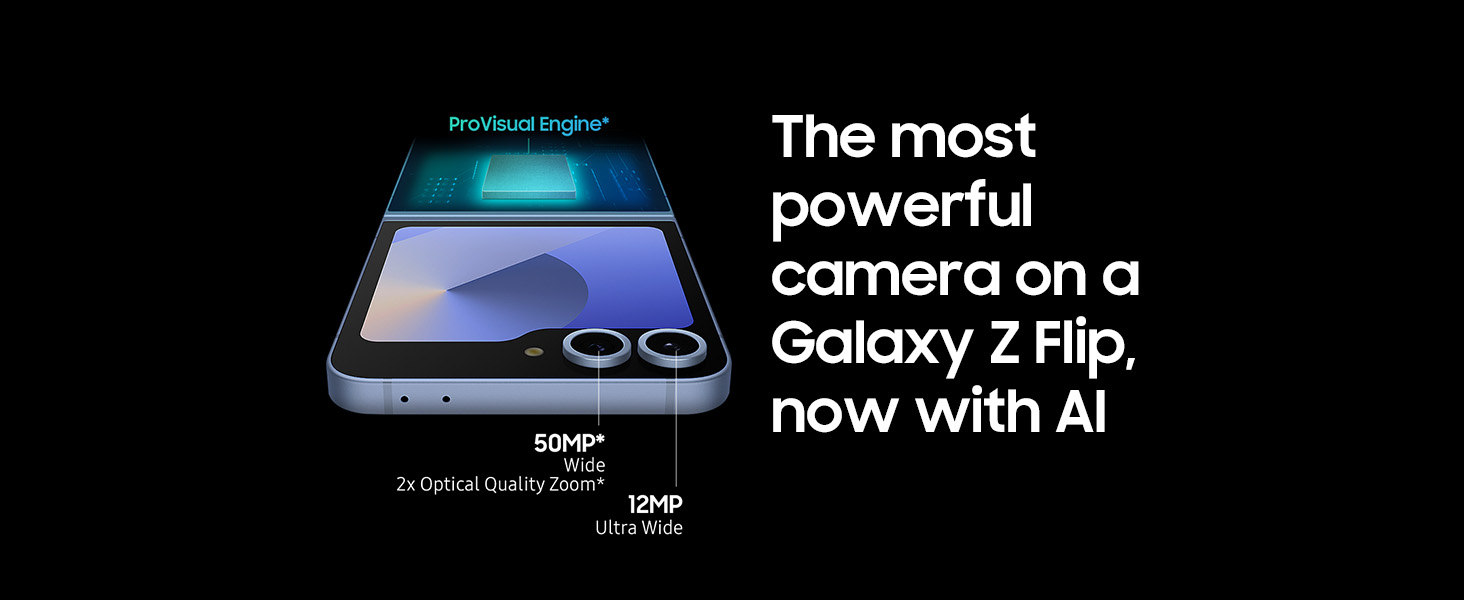 ProVisual Engine*
The most
powerful
camera on a
Galaxy Z Flip,
now with AI
50MP*
Wide
2x Optical Quality Zoom*
12MP
Ultra Wide